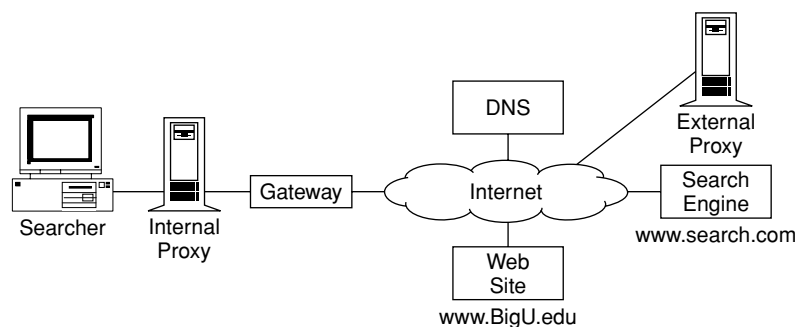 DNS
External
Proxy
Searcher
Internal
Proxy
Gateway
Internet
Search
Engine
www.search.com
Web
Site
www.BigU.edu